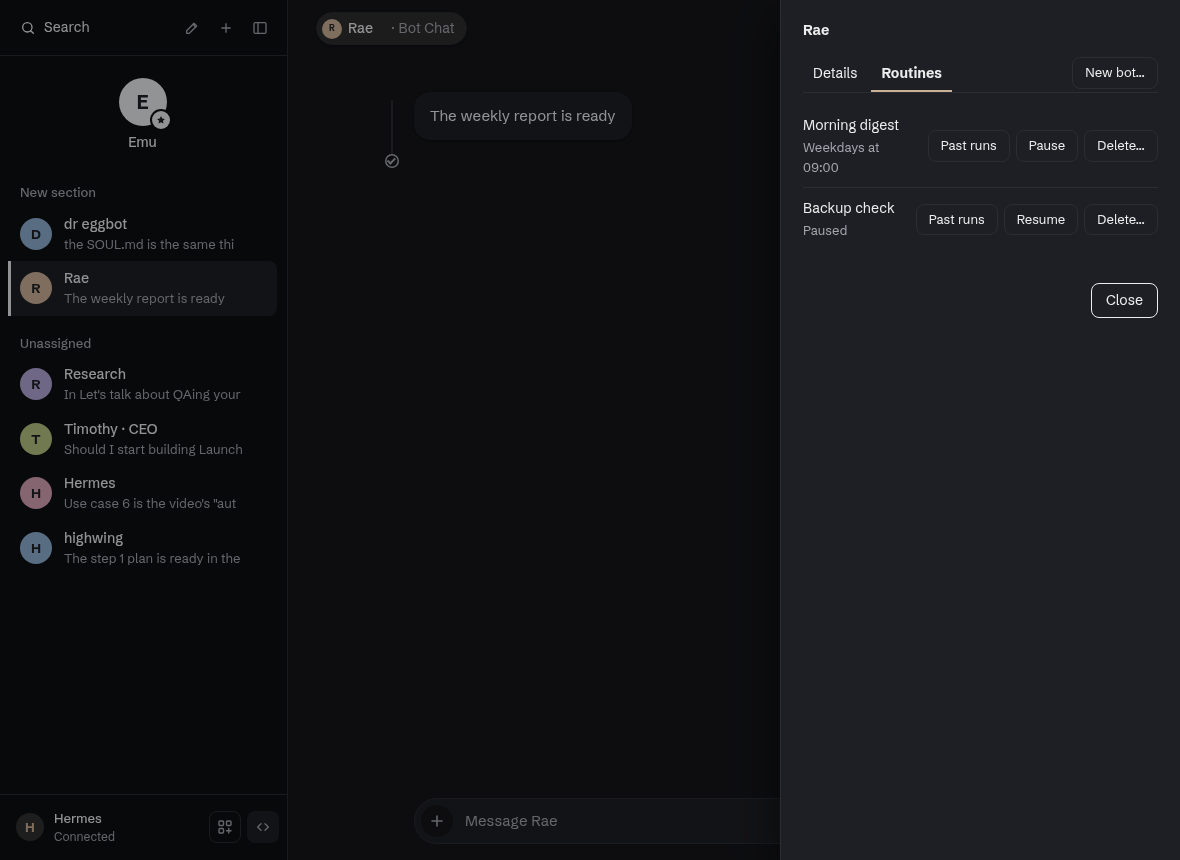 Search
E
Emu
New section
D
dr eggbot
the SOUL.md is the same thi
R
Rae
The weekly report is ready
Unassigned
R
Research
In Let's talk about QAing your
T
Timothy · CEO
Should I start building Launch
H
Hermes
Use case 6 is the video's "aut
H
highwing
The step 1 plan is ready in the
H
Hermes
Connected
R Rae · Bot Chat
The weekly report is ready
Message Rae
Rae
Details Routines New bot...
Morning digest
Weekdays at
09:00
Past runs Pause Delete...
Backup check
Paused
Past runs Resume Delete...
Close